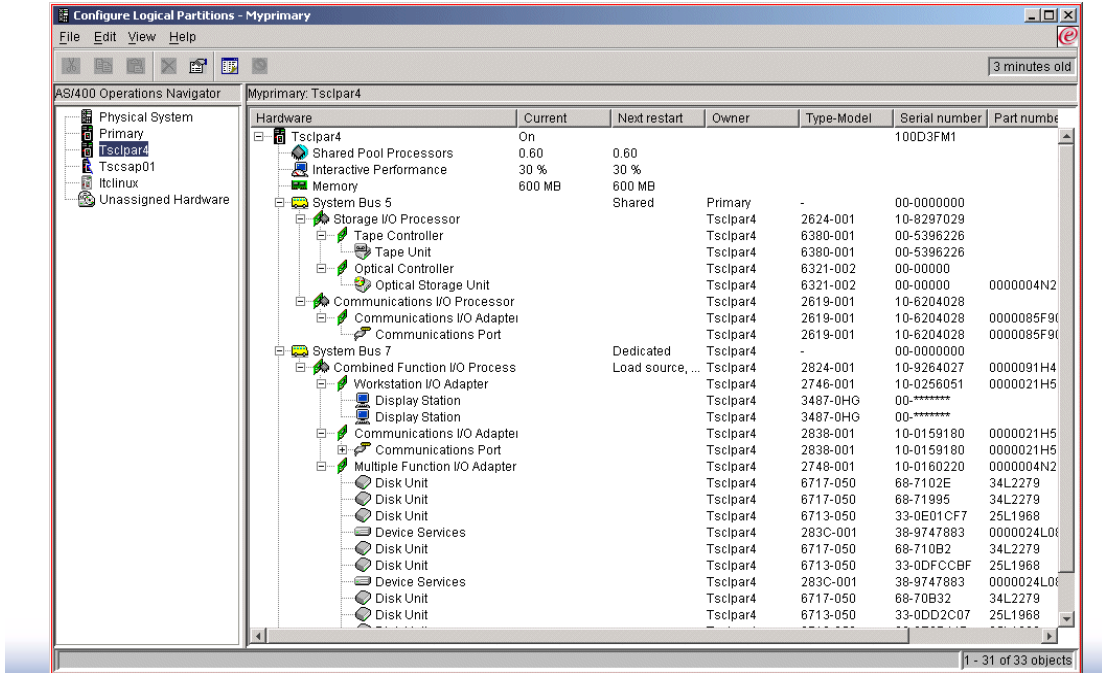 Configure Logical Partitions - Myprimary
File Edit View Help
3 minutes old
AS/400 Operations Navigator
Myprimary: Tsclpar4
Physical System
Primary
Tsclpar4
Tscsap01
Itclinux
Unassigned Hardware
Hardware Current Next restart Owner Type-Model Serial number Part numbe
Tsclpar4 On 100D3FM1
Shared Pool Processors 0.60 0.60
Interactive Performance 30 % 30 %
Memory 600 MB 600 MB
System Bus 5 Shared Primary - 00-0000000
Storage I/O Processor Tsclpar4 2624-001 10-8297029
Tape Controller Tsclpar4 6380-001 00-5396226
Tape Unit Tsclpar4 6380-001 00-5396226
Optical Controller Tsclpar4 6321-002 00-00000
Optical Storage Unit Tsclpar4 6321-002 00-00000 0000004N2
Communications I/O Processor Tsclpar4 2619-001 10-6204028
Communications I/O Adapter Tsclpar4 2619-001 10-6204028 0000085F90
Communications Port Tsclpar4 2619-001 10-6204028 0000085F90
System Bus 7 Dedicated Tsclpar4 - 00-0000000
Combined Function I/O Process Load source, ... Tsclpar4 2824-001 10-9264027 0000091H4
Workstation I/O Adapter Tsclpar4 2746-001 10-0256051 0000021H5
Display Station Tsclpar4 3487-0HG 00-*******
Display Station Tsclpar4 3487-0HG 00-*******
Communications I/O Adapter Tsclpar4 2838-001 10-0159180 0000021H5
Communications Port Tsclpar4 2838-001 10-0159180 0000021H5
Multiple Function I/O Adapter Tsclpar4 2748-001 10-0160220 0000004N2
Disk Unit Tsclpar4 6717-050 68-7102E 34L2279
Disk Unit Tsclpar4 6717-050 68-71995 34L2279
Disk Unit Tsclpar4 6713-050 33-0E01CF7 25L1968
Device Services Tsclpar4 283C-001 38-9747883 0000024L08
Disk Unit Tsclpar4 6717-050 68-710B2 34L2279
Disk Unit Tsclpar4 6713-050 33-0DFCCBF 25L1968
Device Services Tsclpar4 283C-001 38-9747883 0000024L08
Disk Unit Tsclpar4 6717-050 68-70B32 34L2279
Disk Unit Tsclpar4 6713-050 33-0DD2C07 25L1968
1 - 31 of 33 objects